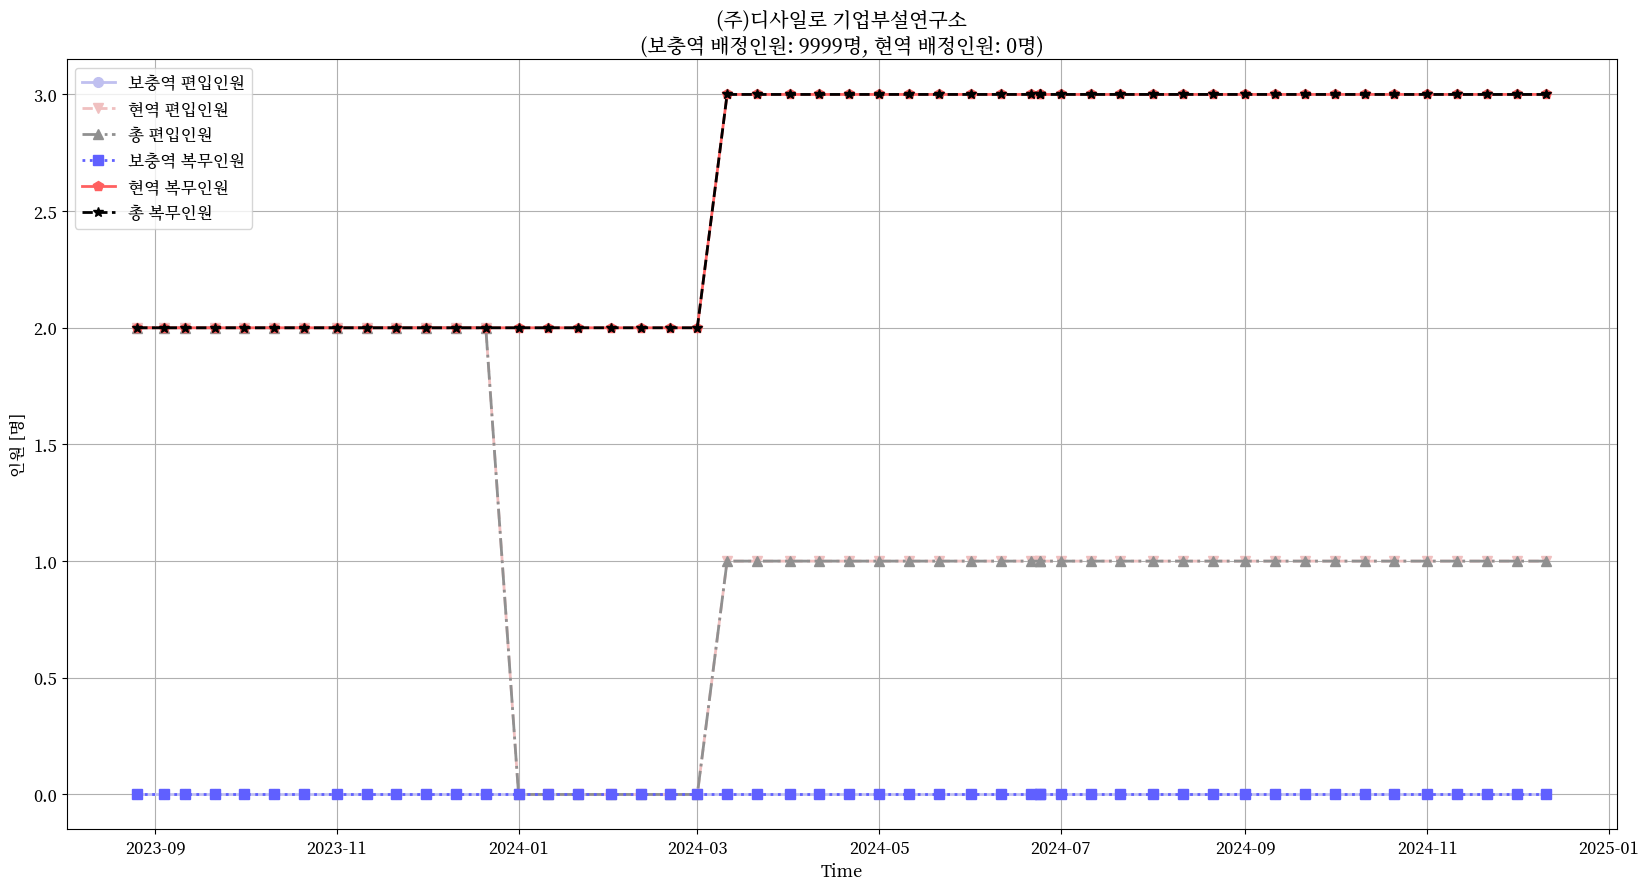 (주)디사일로 기업부설연구소
(보충역 배정인원: 9999명, 현역 배정인원: 0명)
보충역 편입인원
현역 편입인원
총 편입인원
보충역 복무인원
현역 복무인원
총 복무인원
3.0
2.5
2.0
1.5
1.0
0.5
0.0
인원 [명]
2023-09
2023-11
2024-01
2024-03
2024-05
2024-07
2024-09
2024-11
2025-01
Time